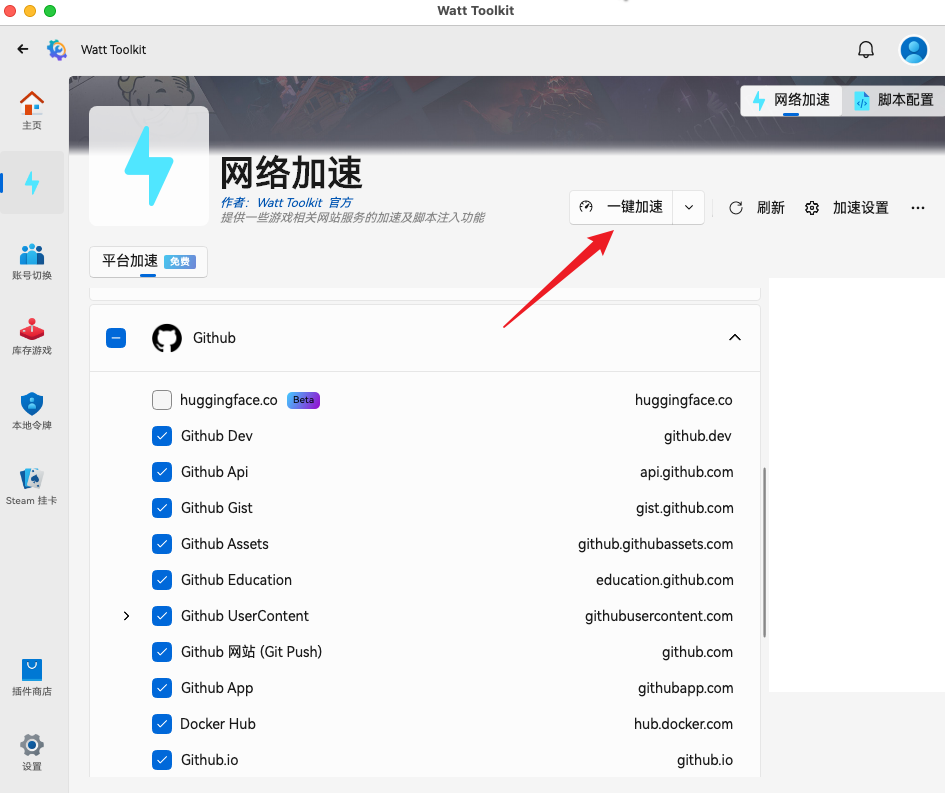 Watt Toolkit
Watt Toolkit
主页
账号切换
库存游戏
本地令牌
Steam 挂卡
插件商店
设置
网络加速
脚本配置
网络加速
作者：Watt Toolkit 官方
提供一些游戏相关网站服务的加速及脚本注入功能
一键加速
刷新
加速设置
平台加速 免费
Github
huggingface.co Beta huggingface.co
Github Dev github.dev
Github Api api.github.com
Github Gist gist.github.com
Github Assets github.githubassets.com
Github Education education.github.com
Github UserContent githubusercontent.com
Github 网站 (Git Push) github.com
Github App githubapp.com
Docker Hub hub.docker.com
Github.io github.io